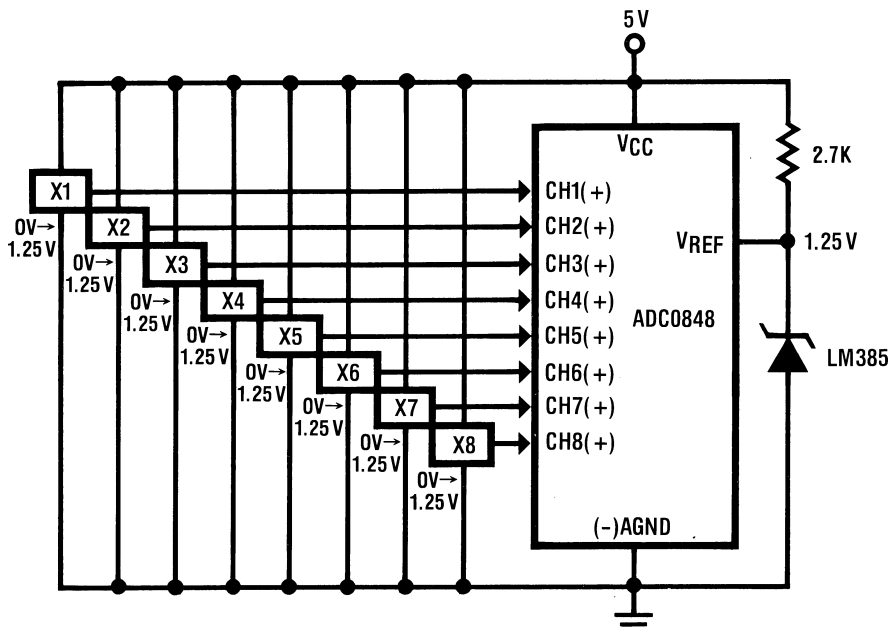 5V
VCC
2.7K
X1
CH1(+)
0V→
1.25V
X2
CH2(+)
VREF
1.25V
0V→
1.25V
X3
CH3(+)
0V→
1.25V
X4
CH4(+)
ADC0848
0V→
1.25V
X5
CH5(+)
LM385
0V→
1.25V
X6
CH6(+)
0V→
1.25V
X7
CH7(+)
0V→
1.25V
X8
CH8(+)
0V→
1.25V
(-)AGND